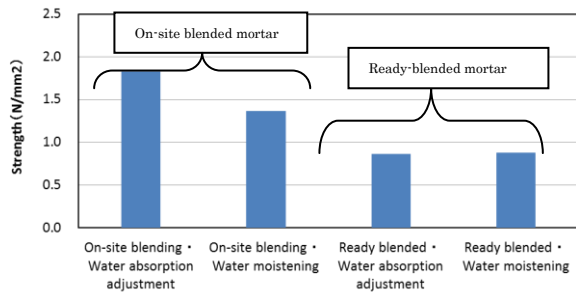 2.5
On-site blended mortar
2.0
Ready-blended mortar
1.5
1.0
0.5
0.0
Strength(N/mm2)
On-site blending・
Water absorption
adjustment
On-site blending・
Water moistening
Ready blended・
Water absorption
adjustment
Ready blended・
Water moistening